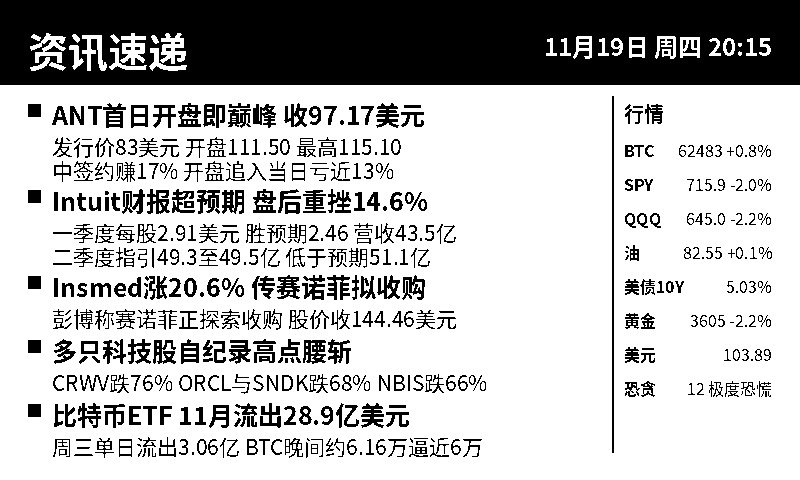 资讯速递
11月19日 周四 20:15
ANT首日开盘即巅峰 收97.17美元
发行价83美元 开盘111.50 最高115.10
中签约赚17% 开盘追入当日亏近13%
Intuit财报超预期 盘后重挫14.6%
一季度每股2.91美元 胜预期2.46 营收43.5亿
二季度指引49.3至49.5亿 低于预期51.1亿
Insmed涨20.6% 传赛诺菲拟收购
彭博称赛诺菲正探索收购 股价收144.46美元
多只科技股自纪录高点腰斩
CRWV跌76% ORCL与SNDK跌68% NBIS跌66%
比特币ETF 11月流出28.9亿美元
周三单日流出3.06亿 BTC晚间约6.16万逼近6万
行情
BTC 62483 +0.8%
SPY 715.9 -2.0%
QQQ 645.0 -2.2%
油 82.55 +0.1%
美债10Y 5.03%
黄金 3605 -2.2%
美元 103.89
恐贪 12 极度恐慌